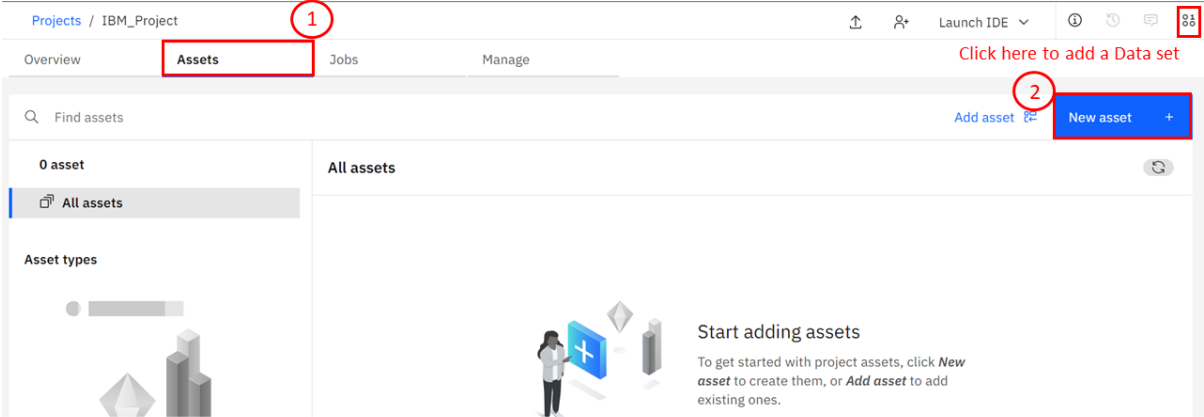 Projects / IBM_Project
1
Launch IDE
Overview
Assets
Jobs
Manage
Click here to add a Data set
2
Find assets
Add asset
New asset +
0 asset
All assets
All assets
Asset types
Start adding assets
To get started with project assets, click New
asset to create them, or Add asset to add
existing ones.